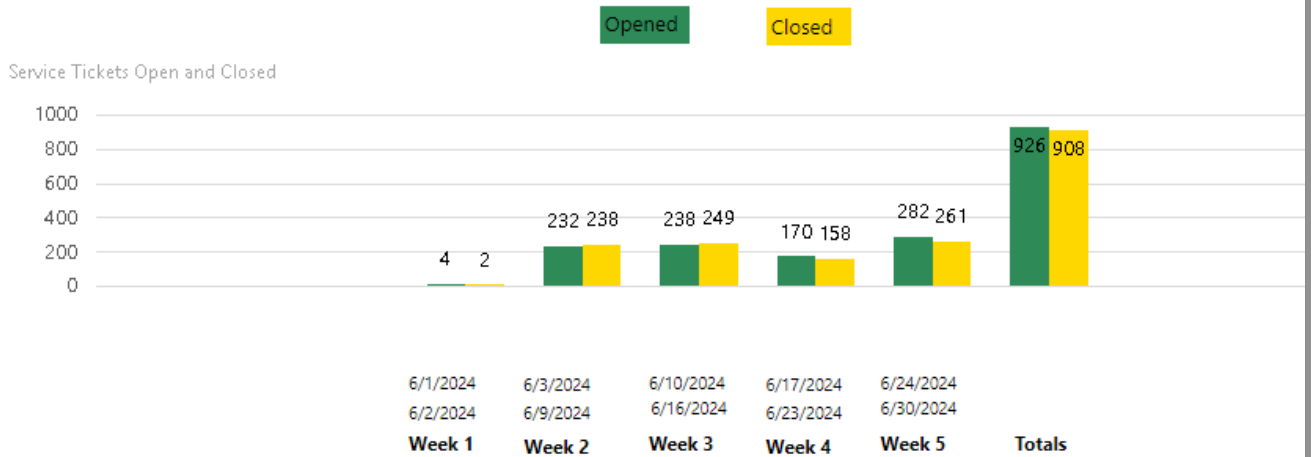 Opened Closed
Service Tickets Open and Closed
1000
800
600
400
200
0
4 2
232 238
238 249
170 158
282 261
926 908
6/1/2024 6/3/2024 6/10/2024 6/17/2024 6/24/2024
6/2/2024 6/9/2024 6/16/2024 6/23/2024 6/30/2024
Week 1 Week 2 Week 3 Week 4 Week 5 Totals